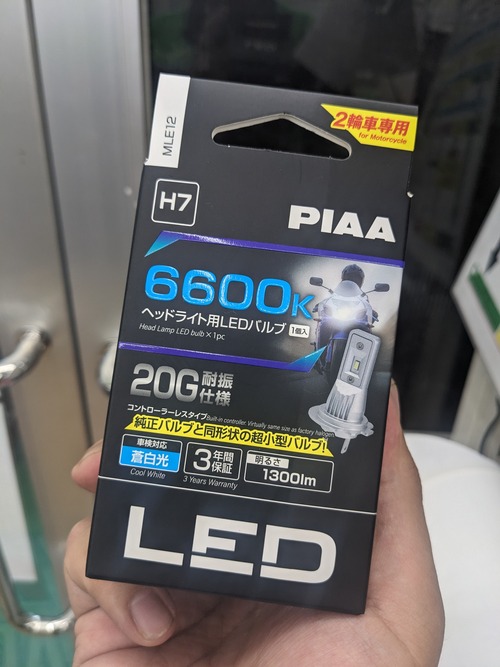 MLE12
2輪車専用
for Motorcycle
H7
PIAA
6600K
ヘッドライト用LEDバルブ 1個入
Head Lamp LED bulb×1pc
20G 耐振仕様
コントローラーレスタイプ Built-in controller. Virtually same size as factory halogen
純正バルブと同形状の超小型バルブ!
車検対応 蒼白光 Cool White
3年間保証 3 Years Warranty
明るさ 1300lm
LED